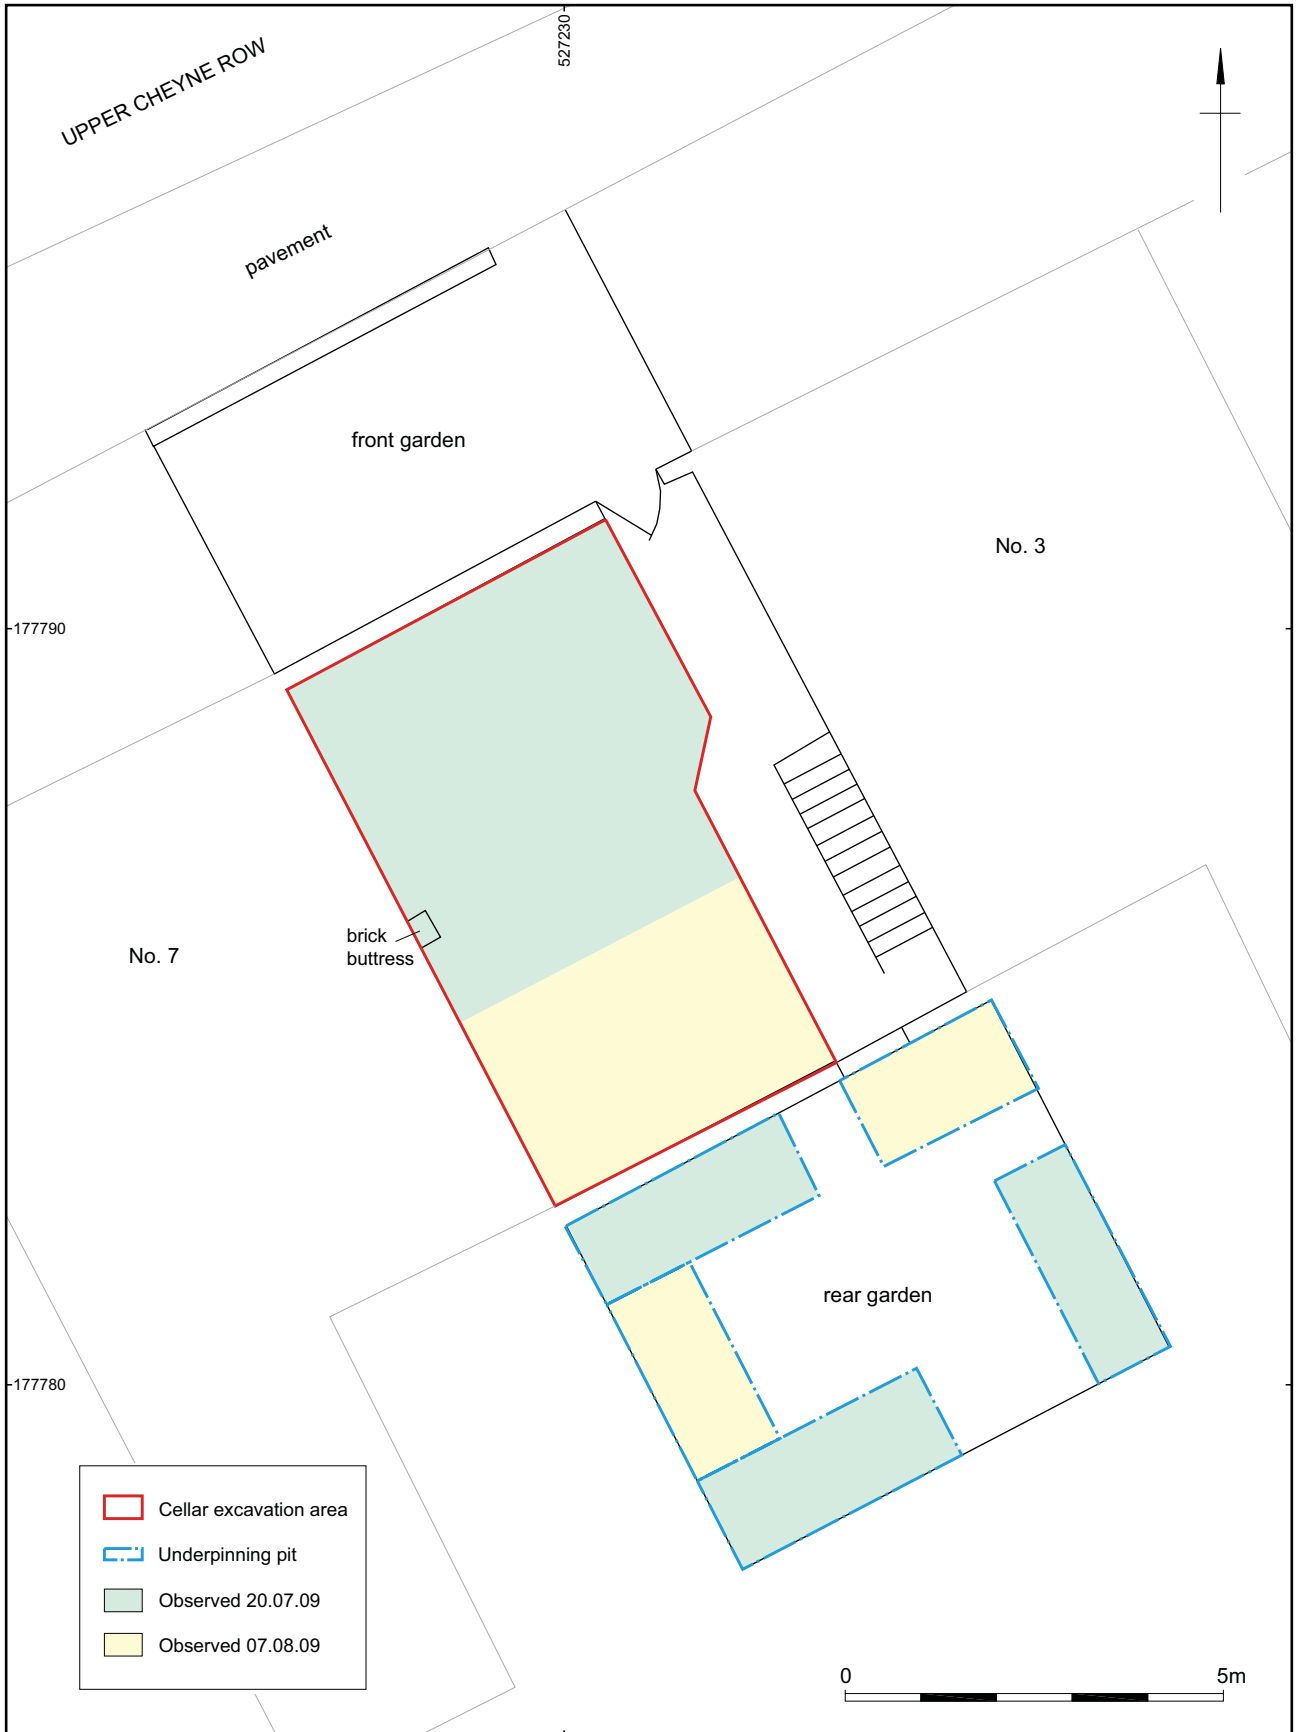 527230
UPPER CHEYNE ROW
pavement
front garden
No. 3
177790
brick
buttress
No. 7
rear garden
177780
Cellar excavation area
Underpinning pit
Observed 20.07.09
Observed 07.08.09
0 5m